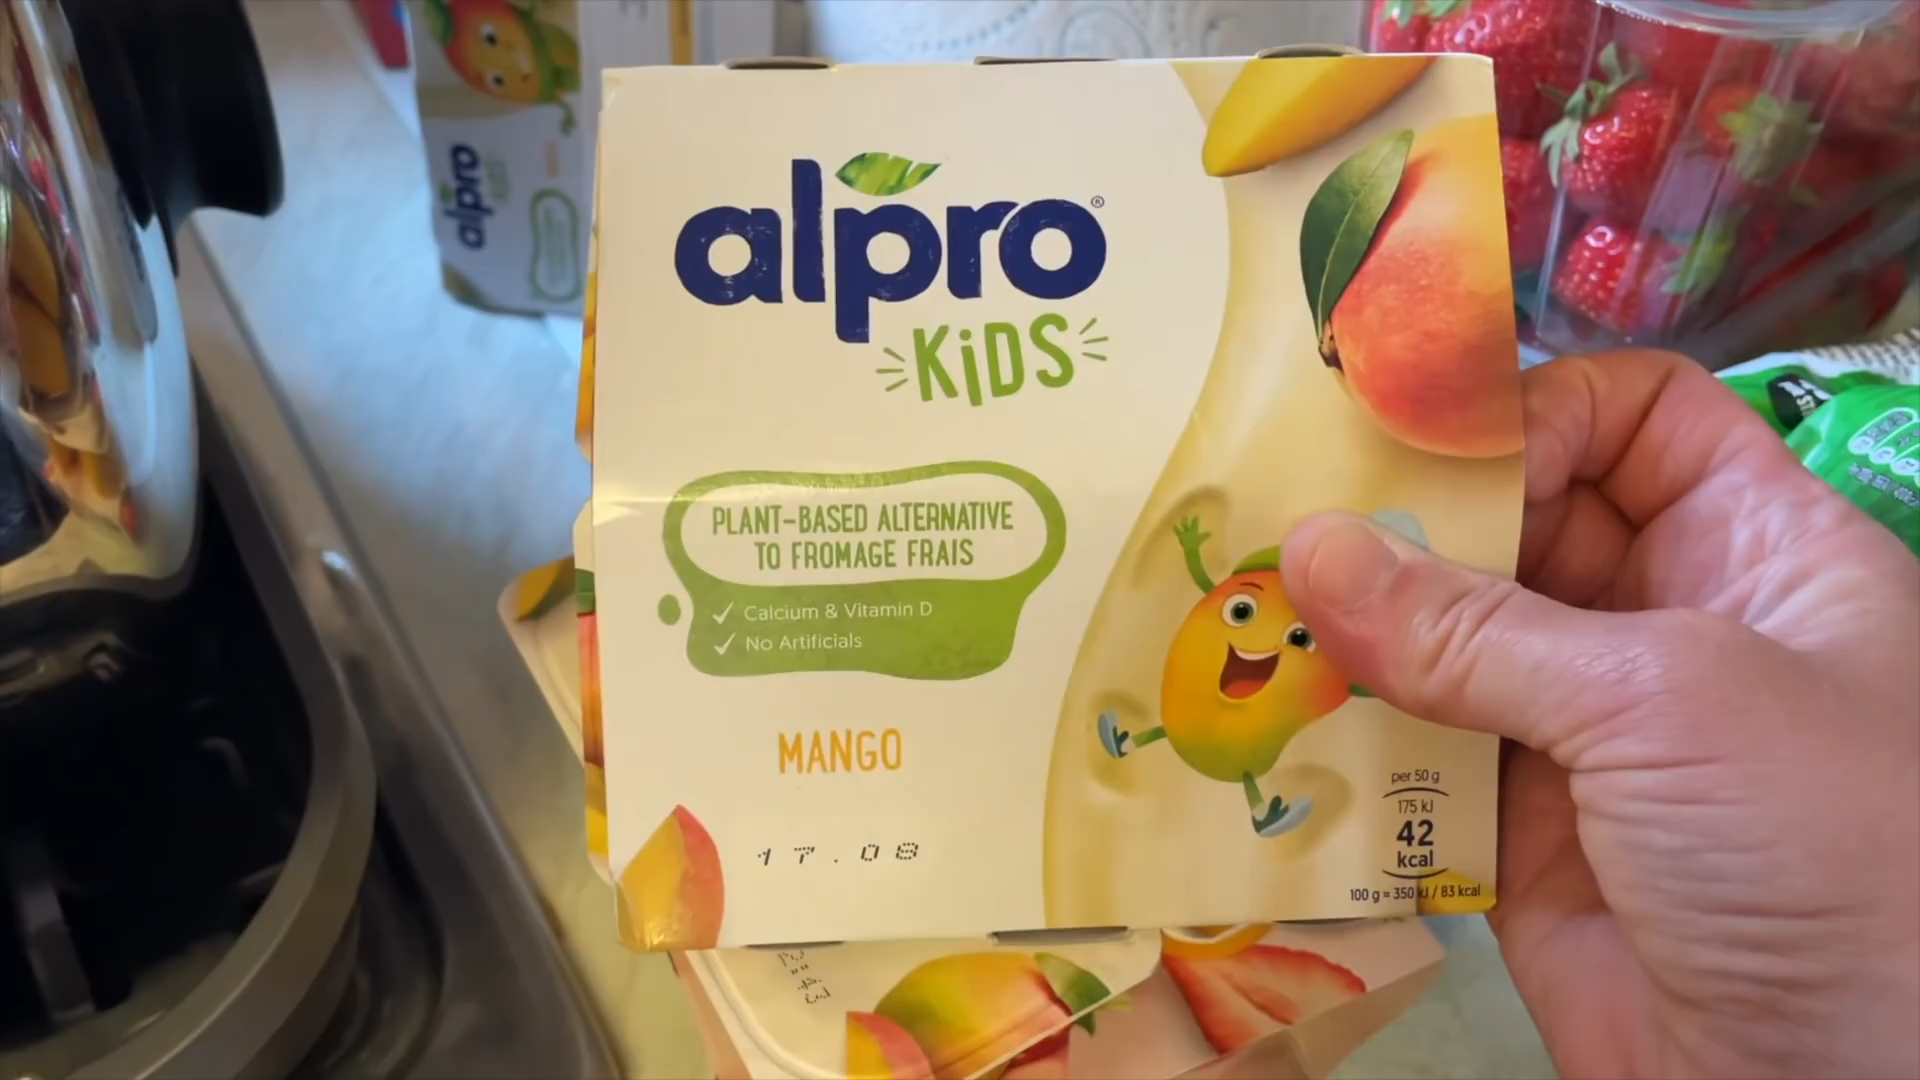 alpro®
KiDS
PLANT-BASED ALTERNATIVE
TO FROMAGE FRAIS
✓ Calcium & Vitamin D
✓ No Artificials
MANGO
17.08
per 50 g
175 kJ
42
kcal
100 g = 350 kJ / 83 kcal
alpro
KiDS